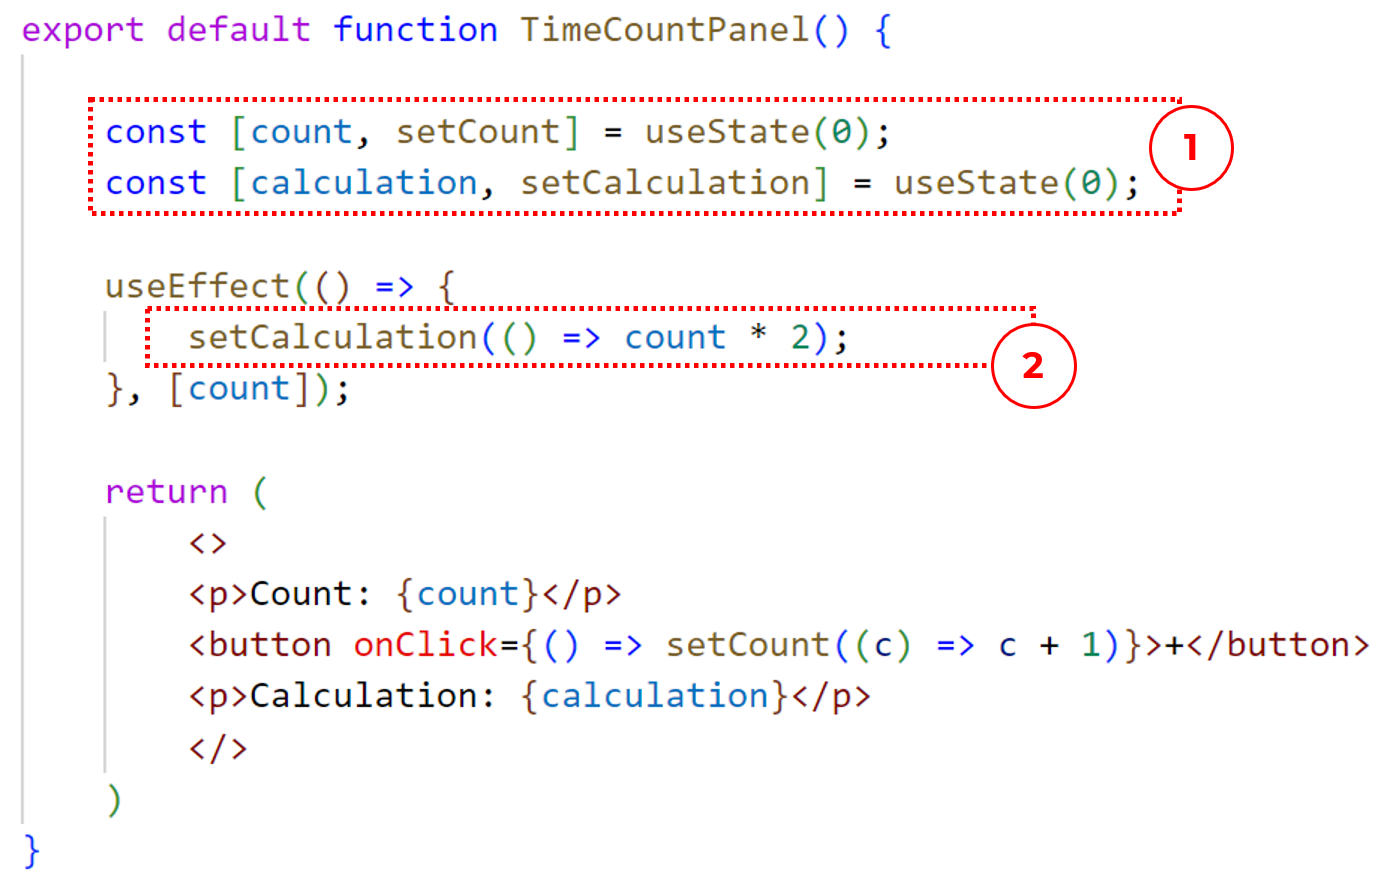 export default function TimeCountPanel() {
const [count, setCount] = useState(0);
1
const [calculation, setCalculation] = useState(0);
useEffect(() => {
setCalculation(() => count * 2);
2
}, [count]);
return (
<>
<p>Count: {count}</p>
<button onClick={() => setCount((c) => c + 1)}>+</button>
<p>Calculation: {calculation}</p>
</>
)
}